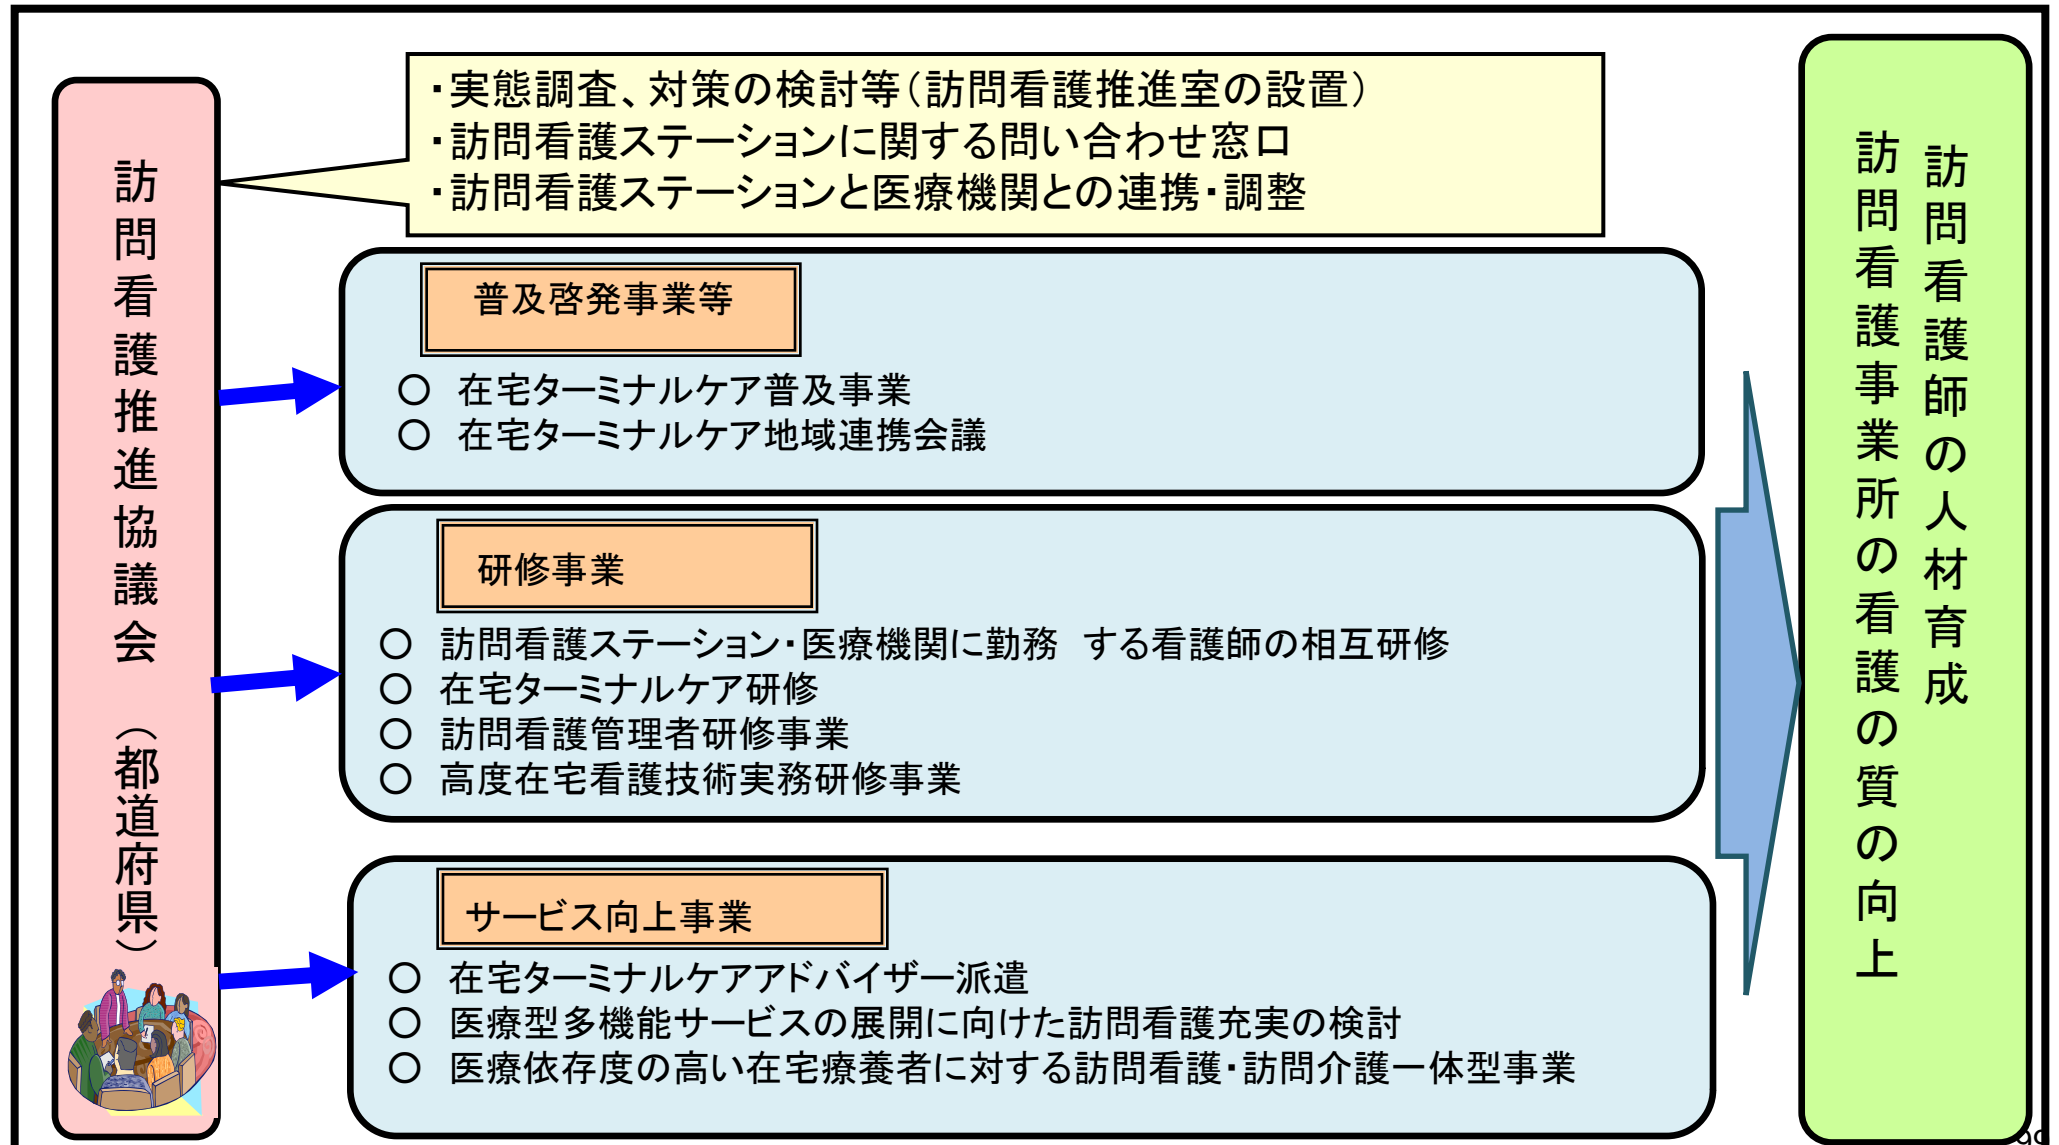 訪問看護推進協議会（都道府県）
・実態調査、対策の検討等（訪問看護推進室の設置）
・訪問看護ステーションに関する問い合わせ窓口
・訪問看護ステーションと医療機関との連携・調整
普及啓発事業等
○ 在宅ターミナルケア普及事業
○ 在宅ターミナルケア地域連携会議
研修事業
○ 訪問看護ステーション・医療機関に勤務 する看護師の相互研修
○ 在宅ターミナルケア研修
○ 訪問看護管理者研修事業
○ 高度在宅看護技術実務研修事業
サービス向上事業
○ 在宅ターミナルケアアドバイザー派遣
○ 医療型多機能サービスの展開に向けた訪問看護充実の検討
○ 医療依存度の高い在宅療養者に対する訪問看護・訪問介護一体型事業
訪問看護師の人材育成
訪問看護事業所の看護の質の向上